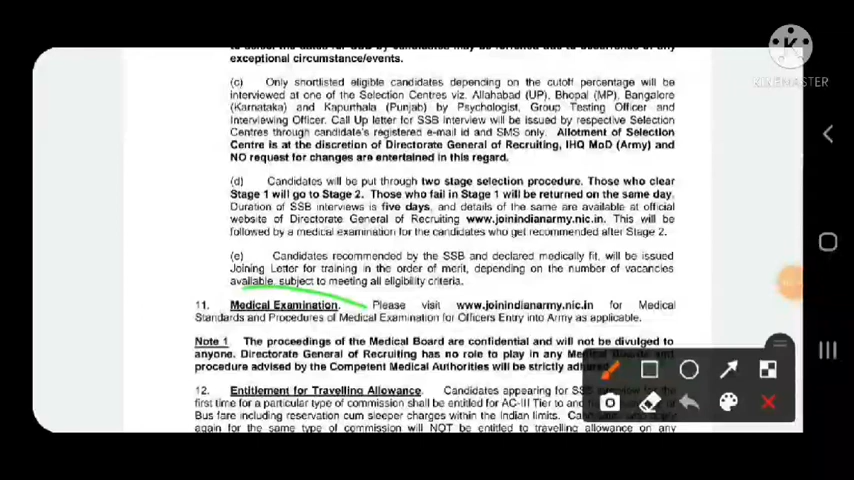 exceptional circumstance/events.
KINEMASTER
(c) Only shortlisted eligible candidates depending on the cutoff percentage will be
interviewed at one of the Selection Centres viz. Allahabad (UP), Bhopal (MP), Bangalore
(Karnataka) and Kapurthala (Punjab) by Psychologist, Group Testing Officer and
Interviewing Officer. Call Up letter for SSB interview will be issued by respective Selection
Centres through candidate's registered e-mail id and SMS only. Allotment of Selection
Centre is at the discretion of Directorate General of Recruiting, IHQ MoD (Army) and
NO request for changes are entertained in this regard.
(d) Candidates will be put through two stage selection procedure. Those who clear
Stage 1 will go to Stage 2. Those who fail in Stage 1 will be returned on the same day.
Duration of SSB interviews is five days, and details of the same are available at official
website of Directorate General of Recruiting www.joinindianarmy.nic.in. This will be
followed by a medical examination for the candidates who get recommended after Stage 2.
(e) Candidates recommended by the SSB and declared medically fit, will be issued
Joining Letter for training in the order of merit, depending on the number of vacancies
available, subject to meeting all eligibility criteria.
11. Medical Examination. Please visit www.joinindianarmy.nic.in for Medical
Standards and Procedures of Medical Examination for Officers Entry into Army as applicable.
Note 1 The proceedings of the Medical Board are confidential and will not be divulged to
anyone. Directorate General of Recruiting has no role to play in any Medical and
procedure advised by the Competent Medical Authorities will be strictly
12. Entitlement for Travelling Allowance. Candidates appearing for SSB the
first time for a particular type of commission shall be entitled for AC-III Tier to and
Bus fare including reservation cum sleeper charges within the Indian limits.
again for the same type of commission will NOT be entitled to travelling allowance on any